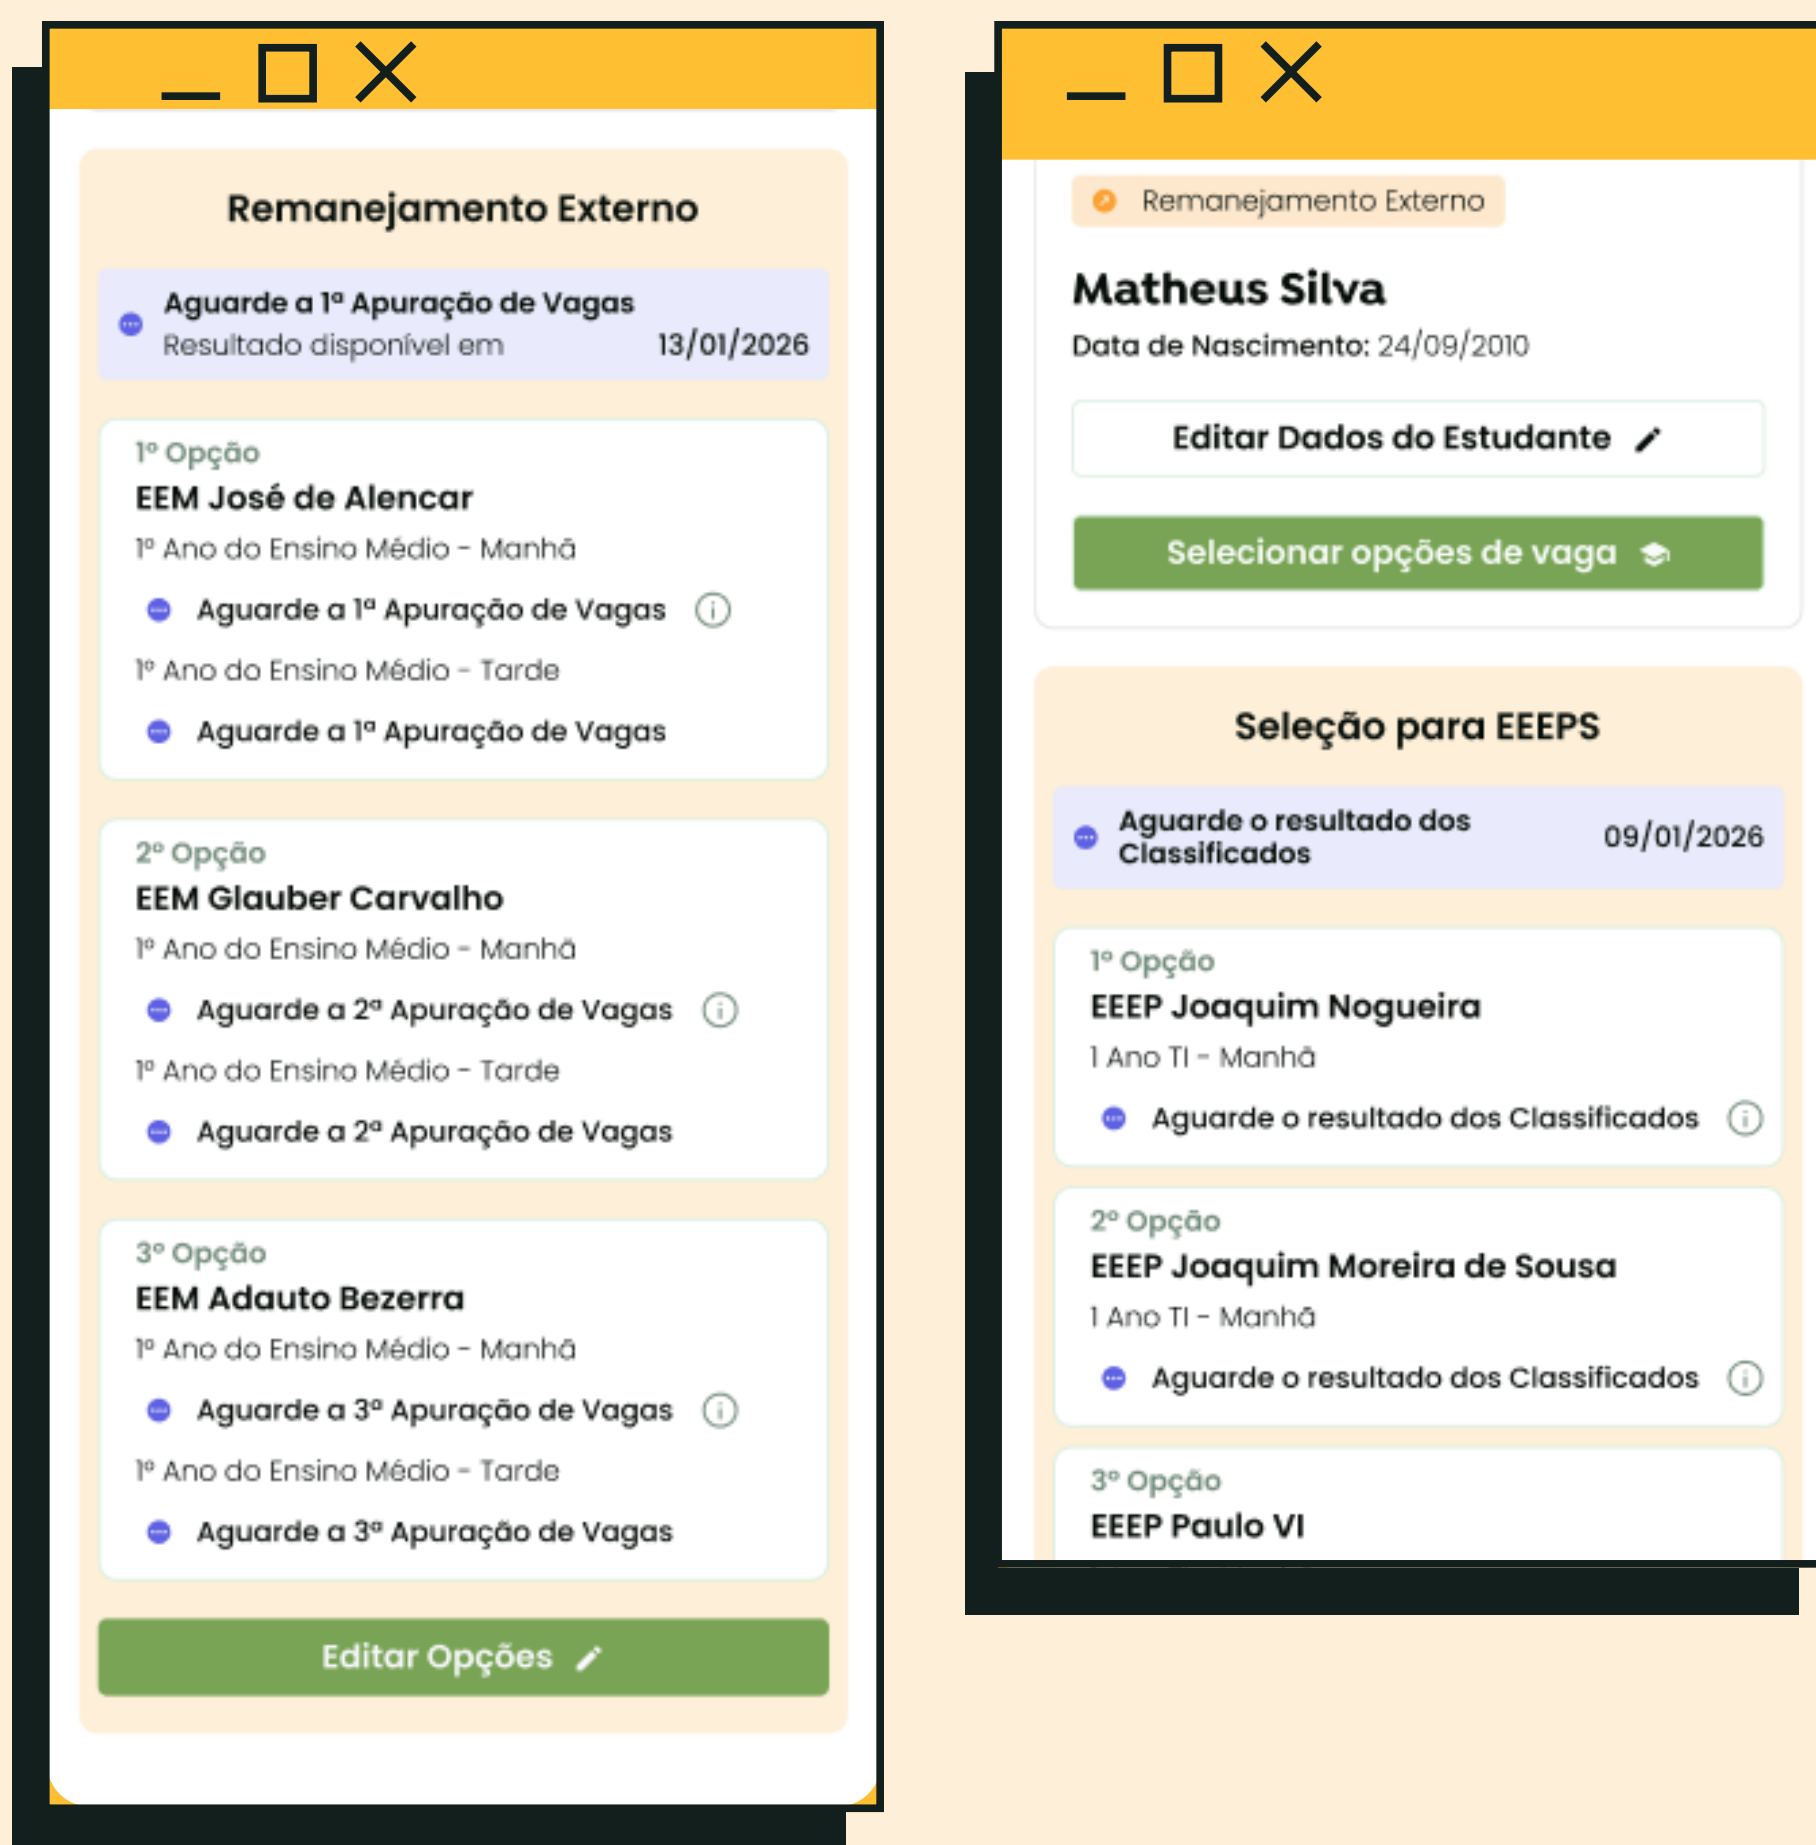 Remanejamento Externo
Aguarde a 1ª Apuração de Vagas
Resultado disponível em 13/01/2026
1º Opção
EEM José de Alencar
1º Ano do Ensino Médio - Manhã
Aguarde a 1ª Apuração de Vagas
1º Ano do Ensino Médio - Tarde
Aguarde a 1ª Apuração de Vagas
2º Opção
EEM Glauber Carvalho
1º Ano do Ensino Médio - Manhã
Aguarde a 2ª Apuração de Vagas
1º Ano do Ensino Médio - Tarde
Aguarde a 2ª Apuração de Vagas
3º Opção
EEM Adauto Bezerra
1º Ano do Ensino Médio - Manhã
Aguarde a 3ª Apuração de Vagas
1º Ano do Ensino Médio - Tarde
Aguarde a 3ª Apuração de Vagas
Editar Opções
Remanejamento Externo
Matheus Silva
Data de Nascimento: 24/09/2010
Editar Dados do Estudante
Selecionar opções de vaga
Seleção para EEEPS
Aguarde o resultado dos
Classificados 09/01/2026
1º Opção
EEEP Joaquim Nogueira
1 Ano TI - Manhã
Aguarde o resultado dos Classificados
2º Opção
EEEP Joaquim Moreira de Sousa
1 Ano TI - Manhã
Aguarde o resultado dos Classificados
3º Opção
EEEP Paulo VI